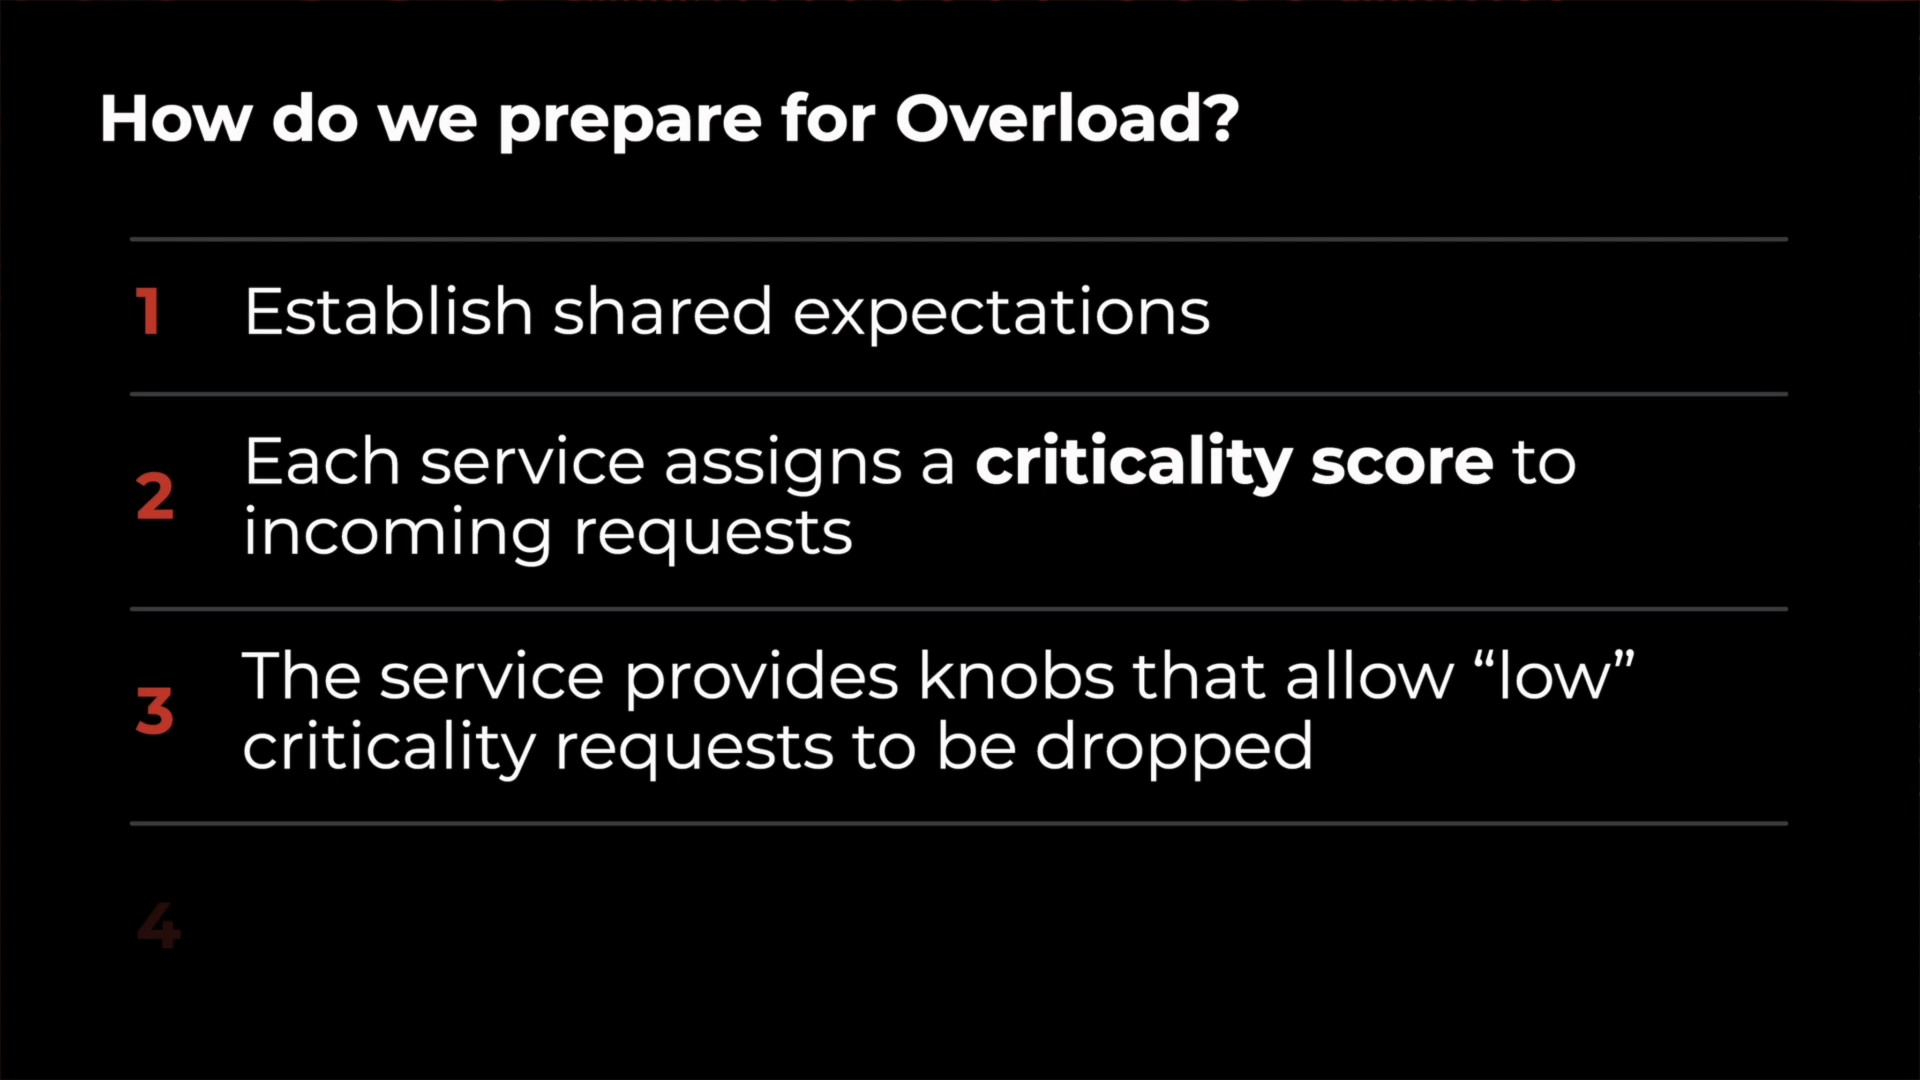 How do we prepare for Overload?
1 Establish shared expectations
2 Each service assigns a criticality score to
incoming requests
3 The service provides knobs that allow “low”
criticality requests to be dropped
4